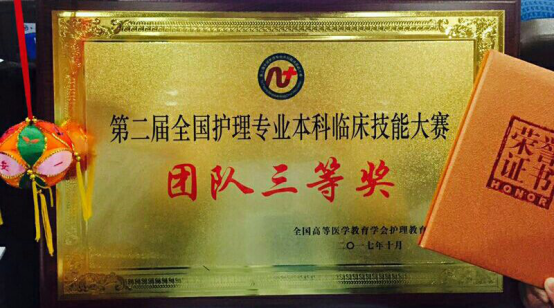 第二届全国护理专业本科临床技能大赛
团队三等奖
全国高等医学教育学会护理教育
二〇一七年十月
荣誉
证书
HONOR